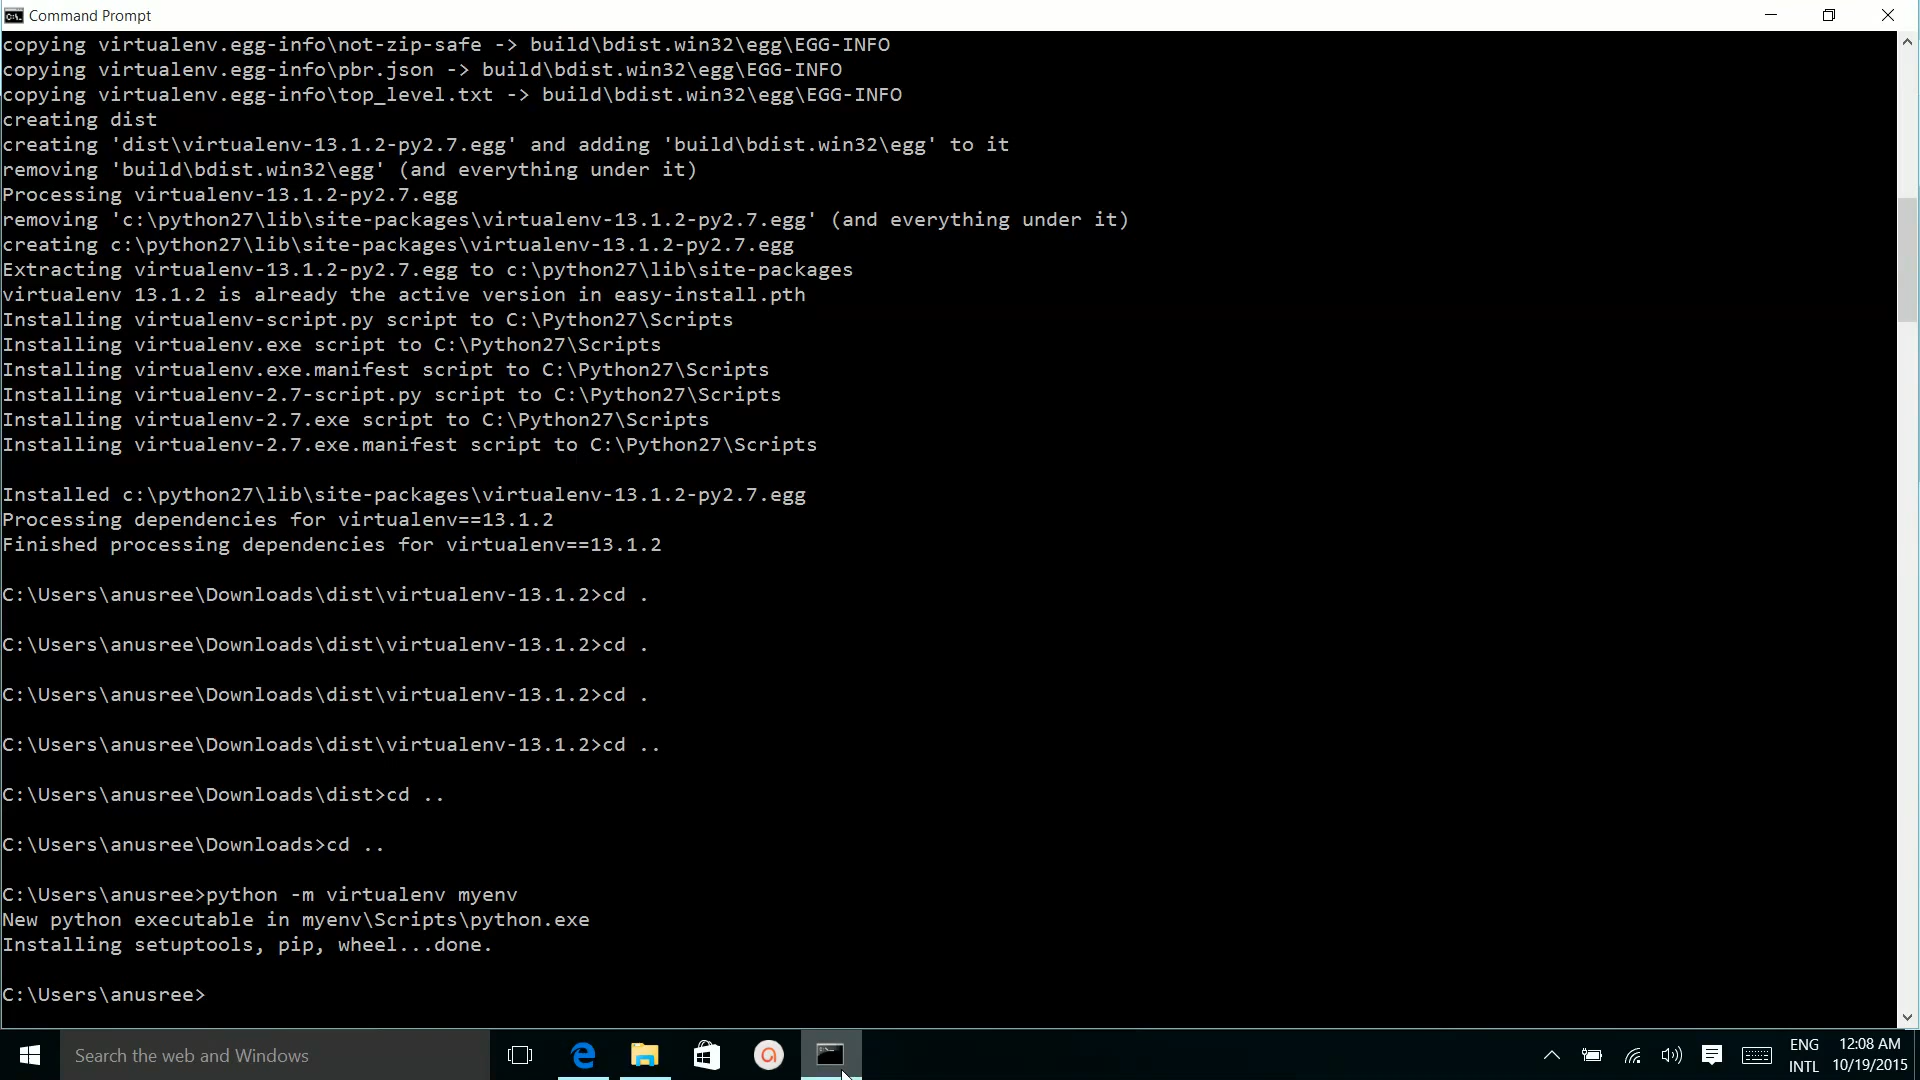 Command Prompt
copying virtualenv.egg-info\not-zip-safe -> build\bdist.win32\egg\EGG-INFO
copying virtualenv.egg-info\pbr.json -> build\bdist.win32\egg\EGG-INFO
copying virtualenv.egg-info\top_level.txt -> build\bdist.win32\egg\EGG-INFO
creating dist
creating 'dist\virtualenv-13.1.2-py2.7.egg' and adding 'build\bdist.win32\egg' to it
removing 'build\bdist.win32\egg' (and everything under it)
Processing virtualenv-13.1.2-py2.7.egg
removing 'c:\python27\lib\site-packages\virtualenv-13.1.2-py2.7.egg' (and everything under it)
creating c:\python27\lib\site-packages\virtualenv-13.1.2-py2.7.egg
Extracting virtualenv-13.1.2-py2.7.egg to c:\python27\lib\site-packages
virtualenv 13.1.2 is already the active version in easy-install.pth
Installing virtualenv-script.py script to C:\Python27\Scripts
Installing virtualenv.exe script to C:\Python27\Scripts
Installing virtualenv.exe.manifest script to C:\Python27\Scripts
Installing virtualenv-2.7-script.py script to C:\Python27\Scripts
Installing virtualenv-2.7.exe script to C:\Python27\Scripts
Installing virtualenv-2.7.exe.manifest script to C:\Python27\Scripts
Installed c:\python27\lib\site-packages\virtualenv-13.1.2-py2.7.egg
Processing dependencies for virtualenv==13.1.2
Finished processing dependencies for virtualenv==13.1.2
C:\Users\anusree\Downloads\dist\virtualenv-13.1.2>cd .
C:\Users\anusree\Downloads\dist\virtualenv-13.1.2>cd .
C:\Users\anusree\Downloads\dist\virtualenv-13.1.2>cd .
C:\Users\anusree\Downloads\dist\virtualenv-13.1.2>cd ..
C:\Users\anusree\Downloads\dist>cd ..
C:\Users\anusree\Downloads>cd ..
C:\Users\anusree>python -m virtualenv myenv
New python executable in myenv\Scripts\python.exe
Installing setuptools, pip, wheel...done.
C:\Users\anusree>
Search the web and Windows
ENG
INTL
12:08 AM
10/19/2015